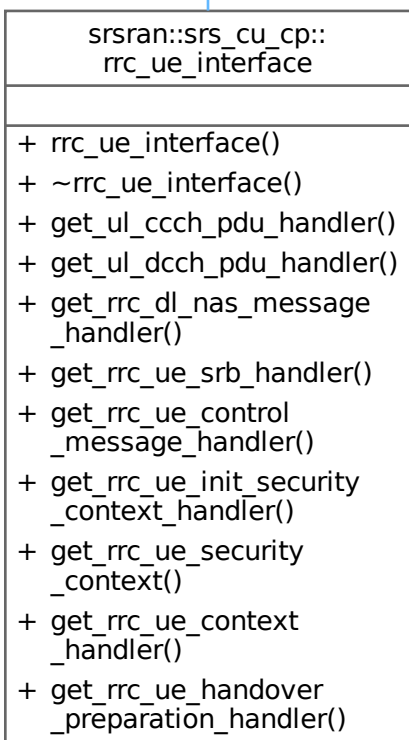 srsran::srs_cu_cp::
rrc_ue_interface
+ rrc_ue_interface()
+ ~rrc_ue_interface()
+ get_ul_ccch_pdu_handler()
+ get_ul_dcch_pdu_handler()
+ get_rrc_dl_nas_message
_handler()
+ get_rrc_ue_srb_handler()
+ get_rrc_ue_control
_message_handler()
+ get_rrc_ue_init_security
_context_handler()
+ get_rrc_ue_security
_context()
+ get_rrc_ue_context
_handler()
+ get_rrc_ue_handover
_preparation_handler()